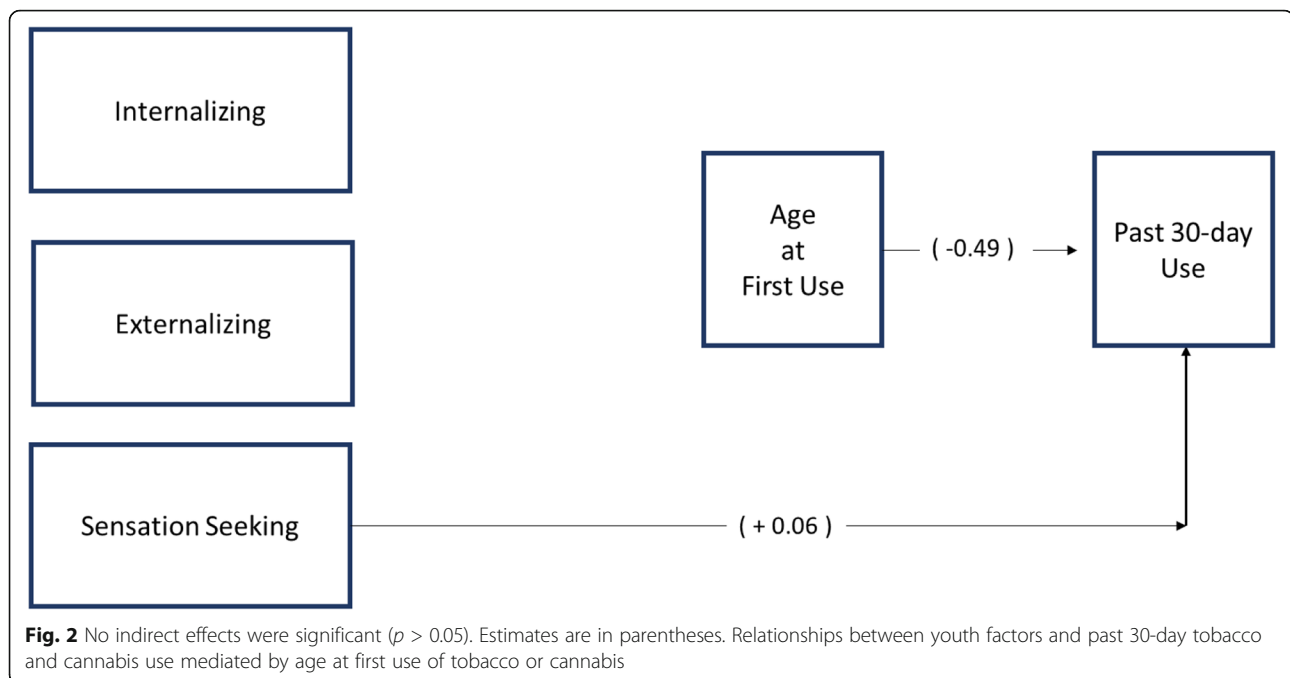 Internalizing
Externalizing
Sensation Seeking
Age
at
First Use
( -0.49 )
Past 30-day
Use
( + 0.06 )
Fig. 2 No indirect effects were significant (p > 0.05). Estimates are in parentheses. Relationships between youth factors and past 30-day tobacco
and cannabis use mediated by age at first use of tobacco or cannabis